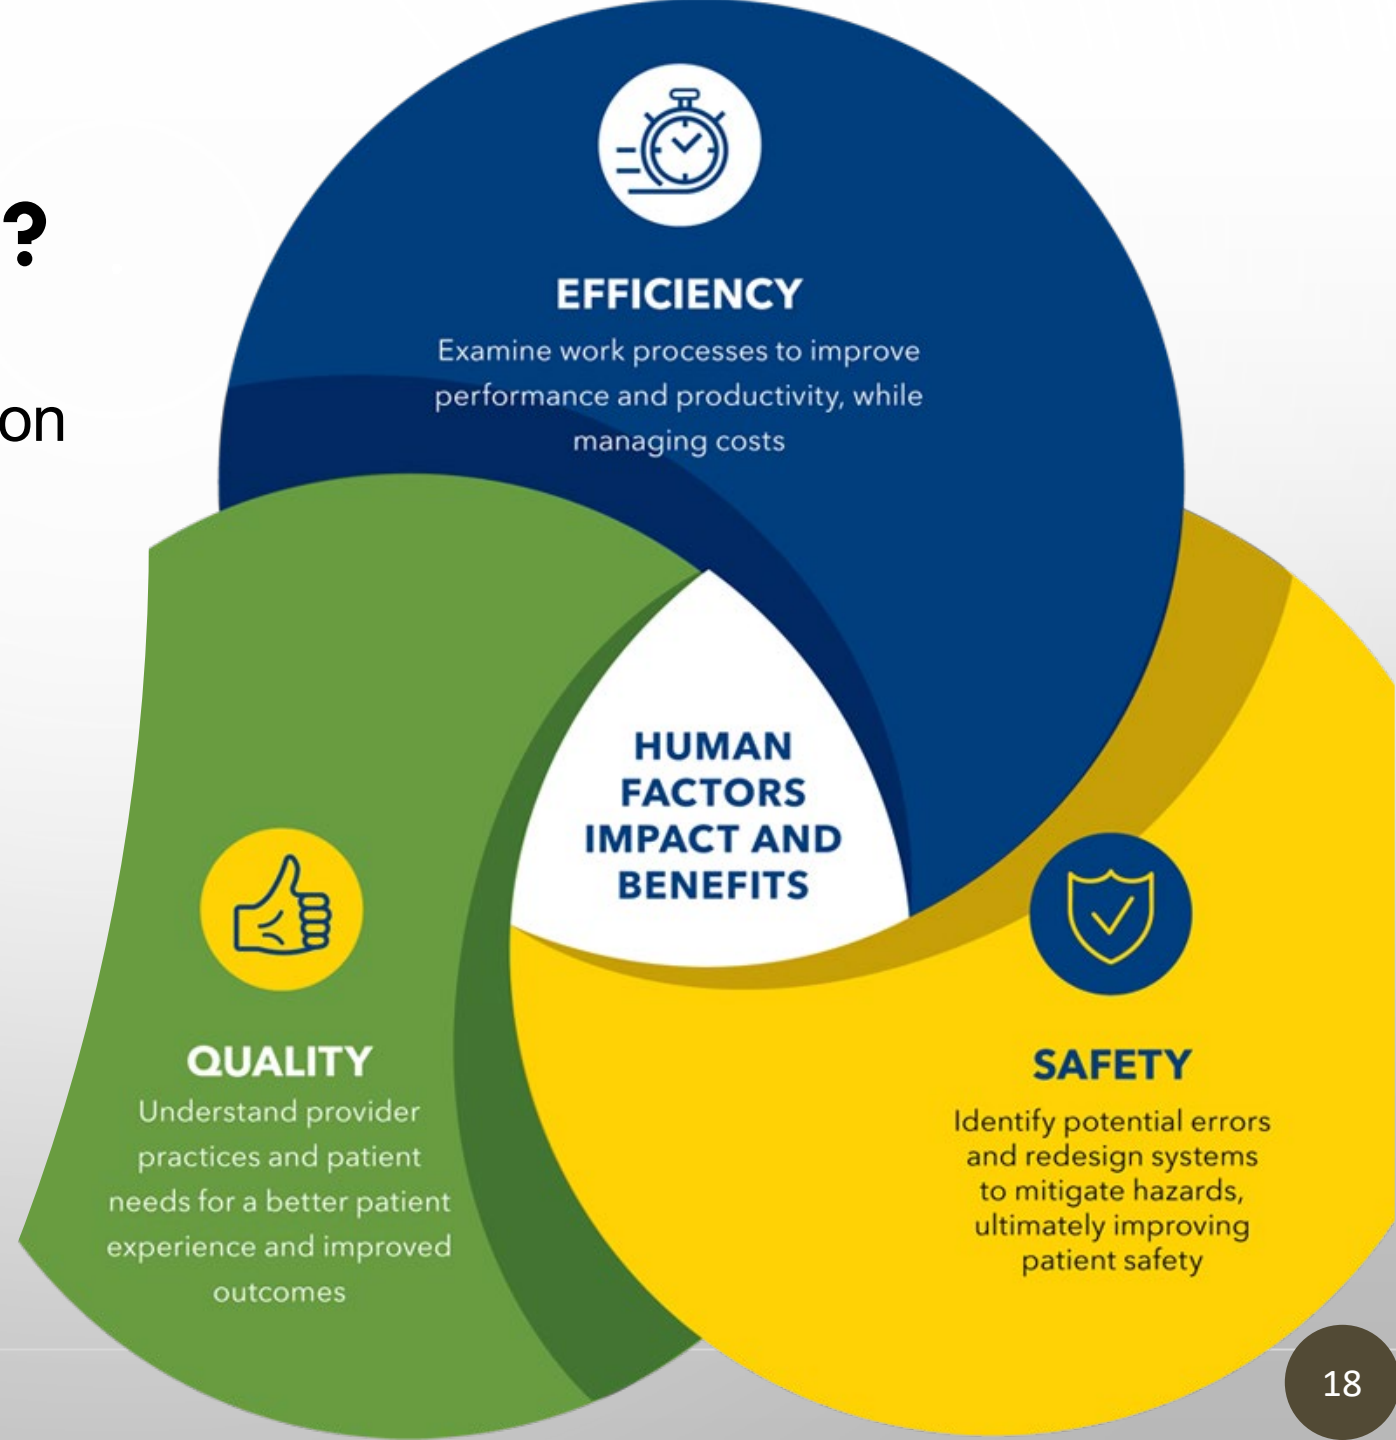 ?
on
EFFICIENCY
Examine work processes to improve
performance and productivity, while
managing costs
HUMAN
FACTORS
IMPACT AND
BENEFITS
QUALITY
Understand provider
practices and patient
needs for a better patient
experience and improved
outcomes
SAFETY
Identify potential errors
and redesign systems
to mitigate hazards,
ultimately improving
patient safety
18